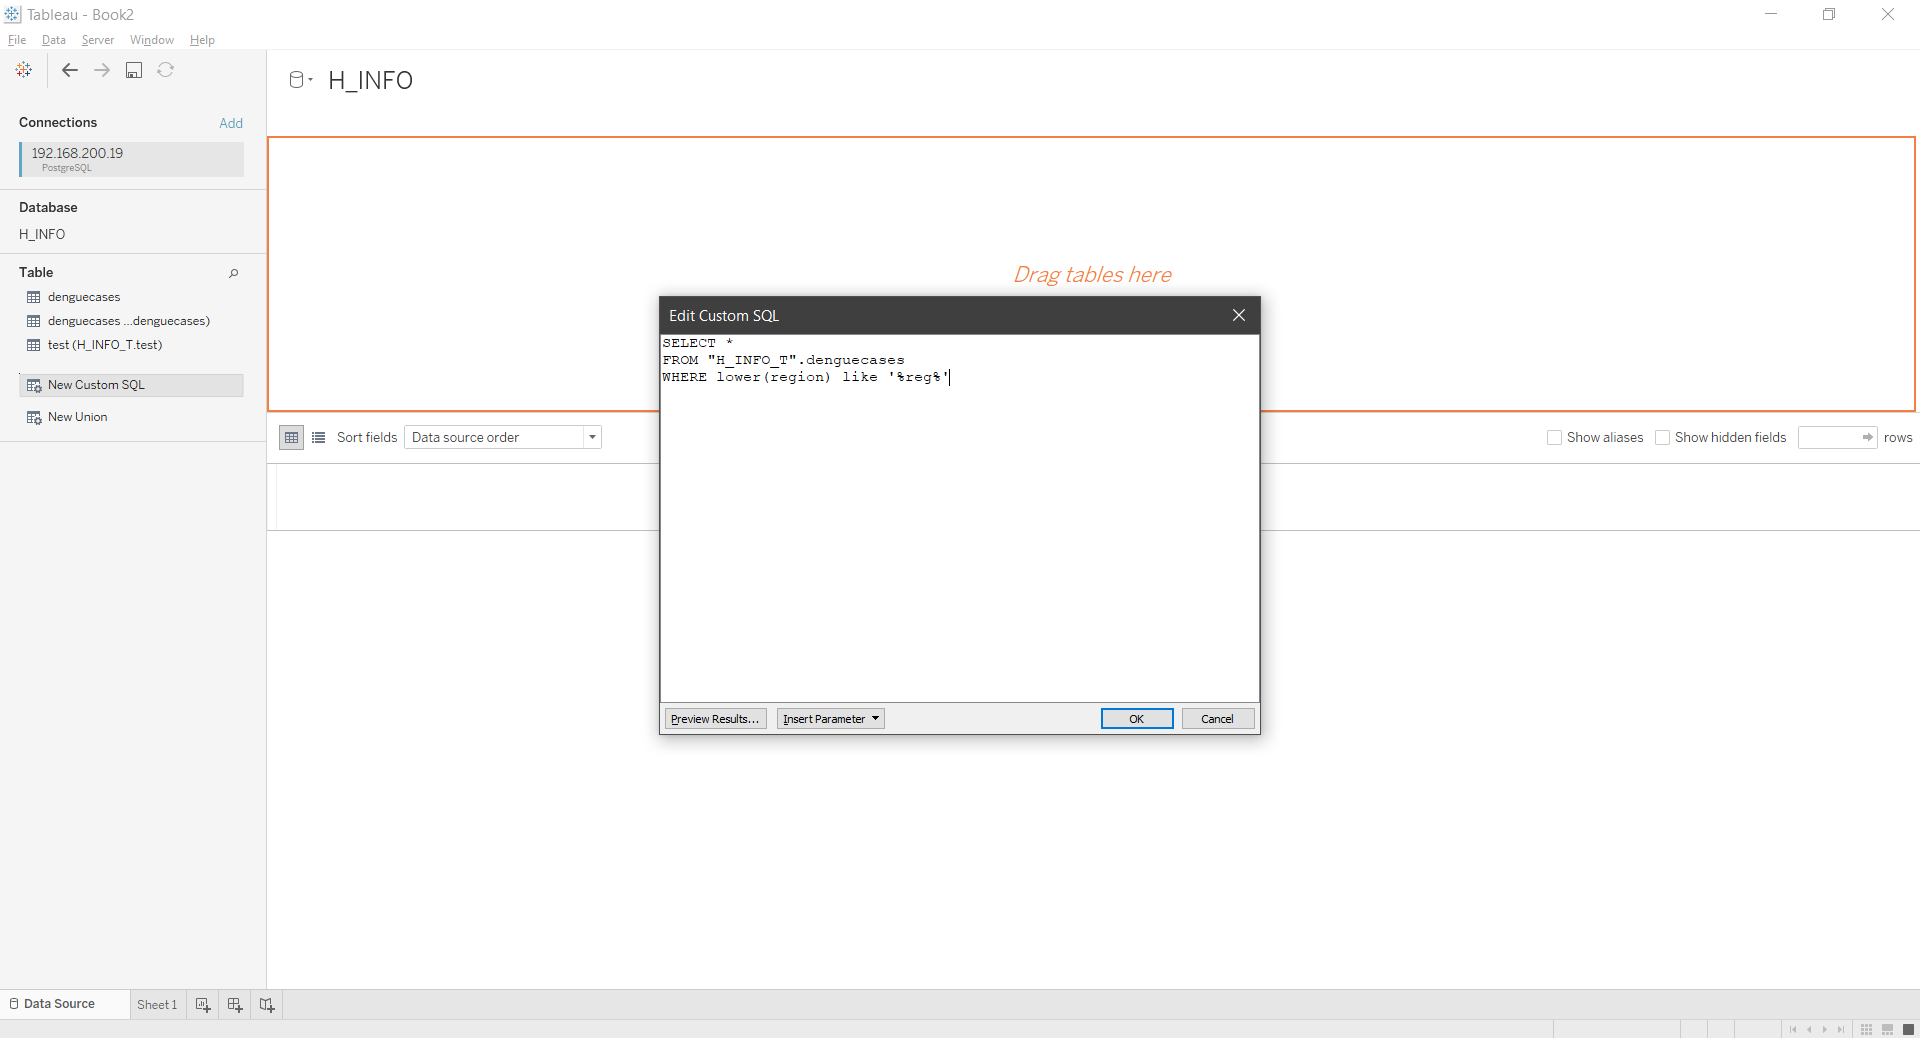 Tableau - Book2
File Data Server Window Help
H_INFO
Connections Add
192.168.200.19
PostgreSQL
Database
H_INFO
Table
denguecases
denguecases ...denguecases)
test (H_INFO_T.test)
New Custom SQL
New Union
Drag tables here
Edit Custom SQL
SELECT *
FROM "H_INFO_T".denguecases
WHERE lower(region) like '%reg%'
Preview Results... Insert Parameter OK Cancel
Sort fields Data source order Show aliases Show hidden fields rows
Data Source Sheet 1